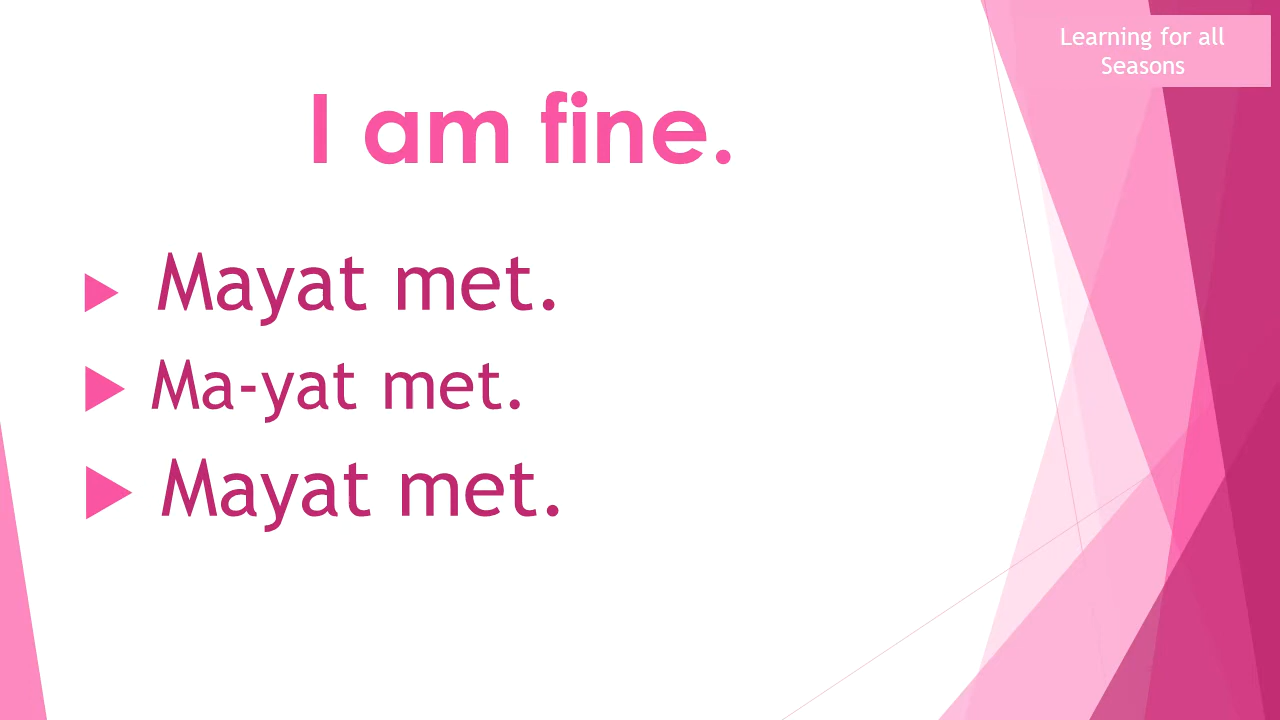 Learning for all
Seasons
I am fine.
Mayat met.
Ma-yat met.
Mayat met.